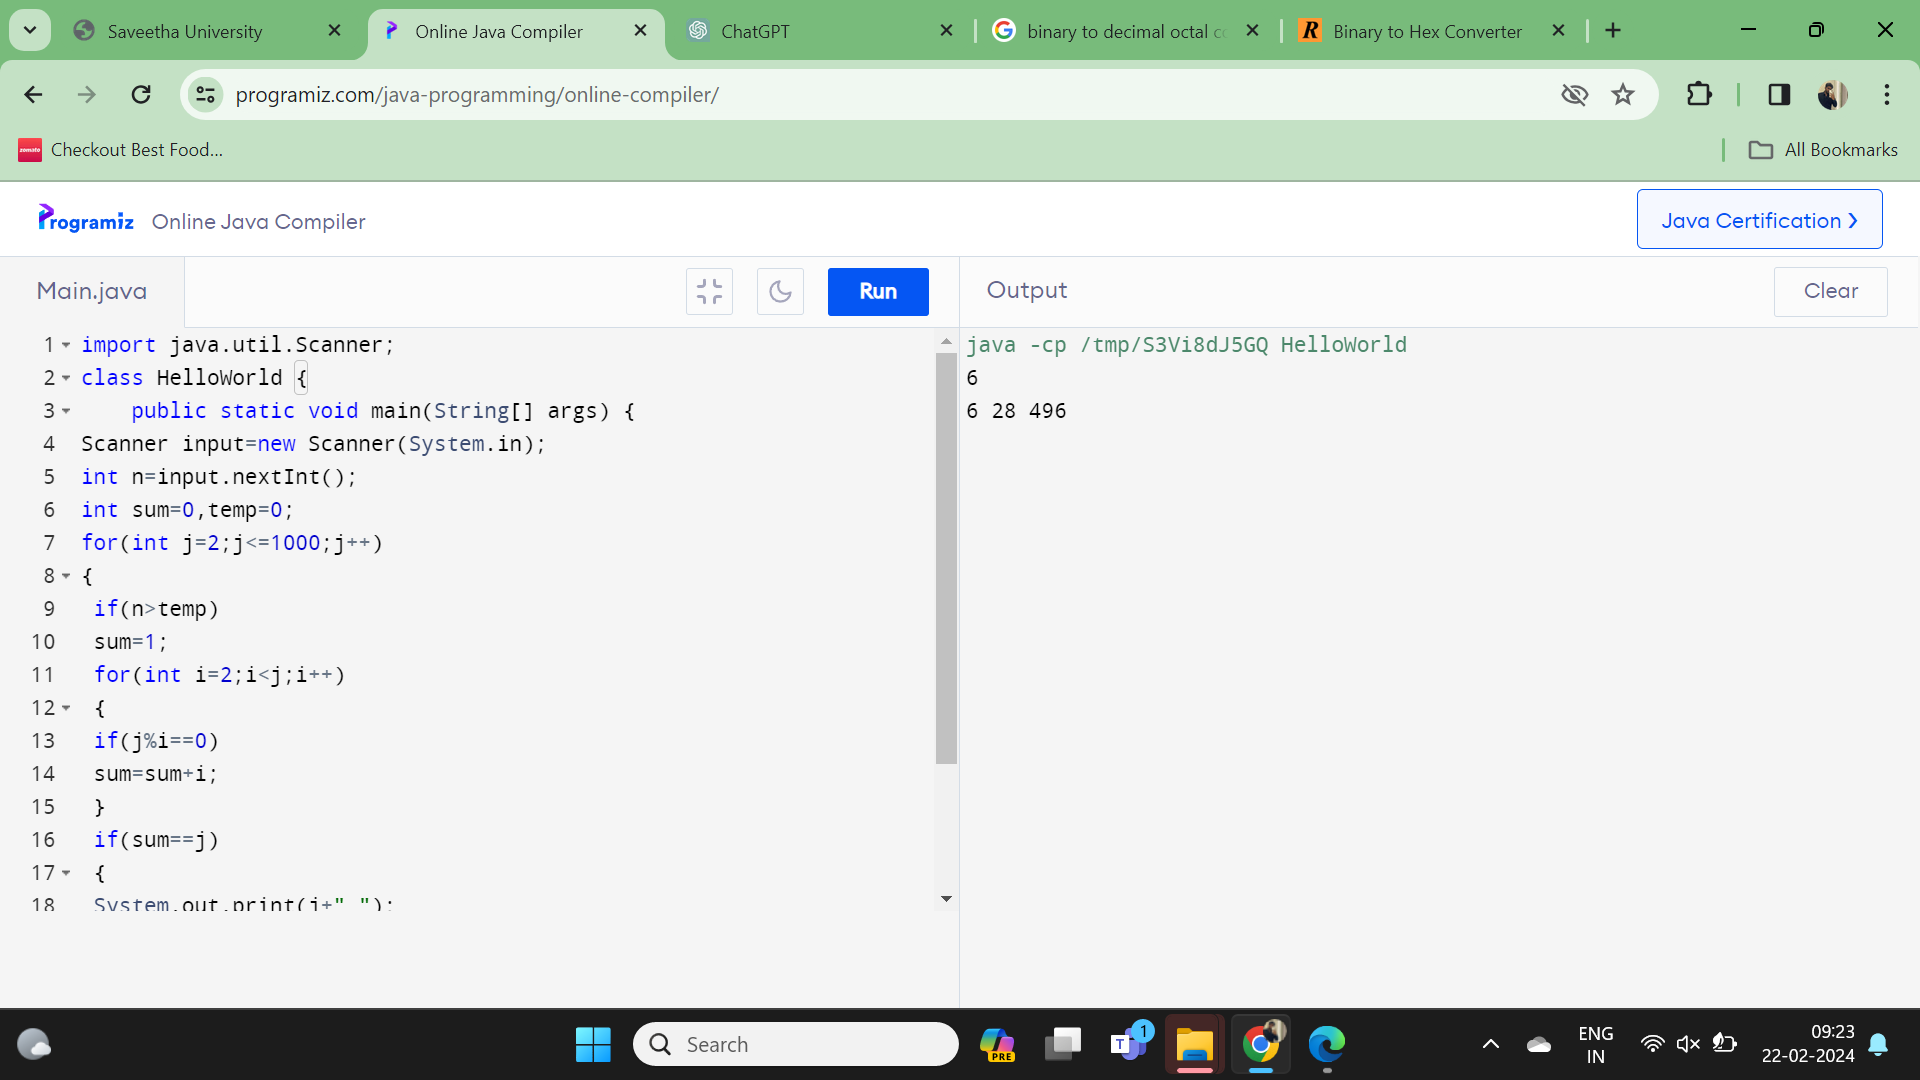 Saveetha University
Online Java Compiler
ChatGPT
binary to decimal octal co
Binary to Hex Converter
programiz.com/java-programming/online-compiler/
zomato
Checkout Best Food...
All Bookmarks
Programiz
Online Java Compiler
Java Certification >
Main.java
Run
Output
Clear
1 import java.util.Scanner;
2 class HelloWorld {
3 public static void main(String[] args) {
4 Scanner input=new Scanner(System.in);
5 int n=input.nextInt();
6 int sum=0,temp=0;
7 for(int j=2;j<=1000;j++)
8 {
9 if(n>temp)
10 sum=1;
11 for(int i=2;i<j;i++)
12 {
13 if(j%i==0)
14 sum=sum+i;
15 }
16 if(sum==j)
17 {
18 System.out.print(j+" ");
java -cp /tmp/S3Vi8dJ5GQ HelloWorld
6
6 28 496
Search
PRE
T
1
ENG
IN
09:23
22-02-2024